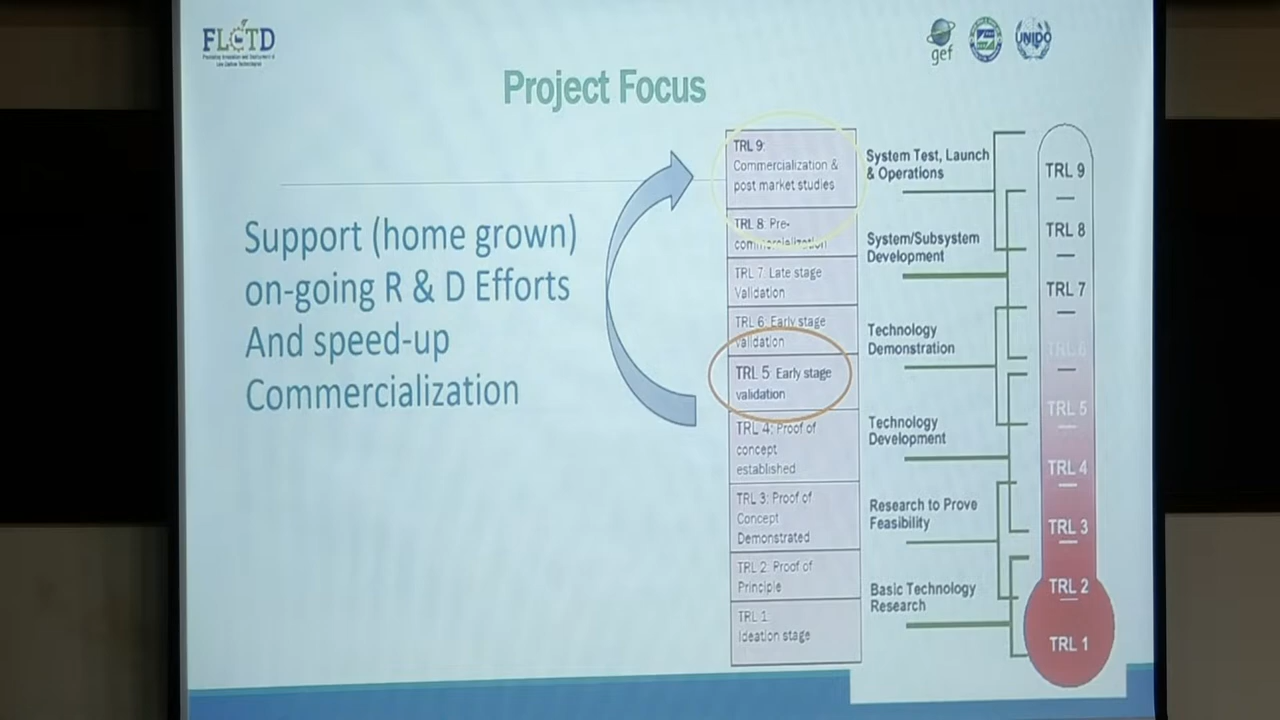 FLCTD
gef
UNIDO
Project Focus
Support (home grown)
on-going R & D Efforts
And speed-up
Commercialization
TRL 9:
Commercialization &
post market studies
TRL 8: Pre-
commercialization
TRL 7: Late stage
Validation
TRL 6: Early stage
validation
TRL 5: Early stage
validation
TRL 4: Proof of
concept
established
TRL 3: Proof of
Concept
Demonstrated
TRL 2: Proof of
Principle
TRL 1:
Ideation stage
System Test, Launch
& Operations
System/Subsystem
Development
Technology
Demonstration
Technology
Development
Research to Prove
Feasibility
Basic Technology
Research
TRL 9
TRL 8
TRL 7
TRL 6
TRL 5
TRL 4
TRL 3
TRL 2
TRL 1